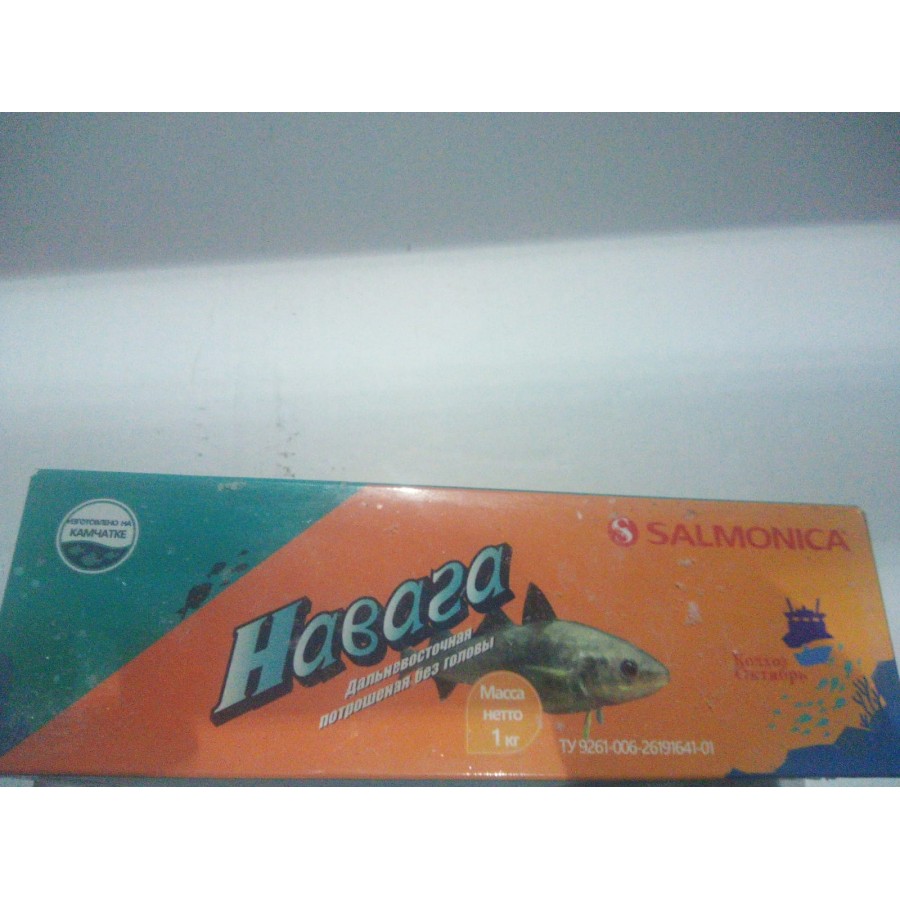 ИЗГОТОВЛЕНО НА
КАМЧАТКЕ
SALMONICA
Навага
Дальневосточная
потрошеная без головы
Масса
нетто
1 кг
Колхоз
Октябрь
ТУ 9261-006-26191641-01